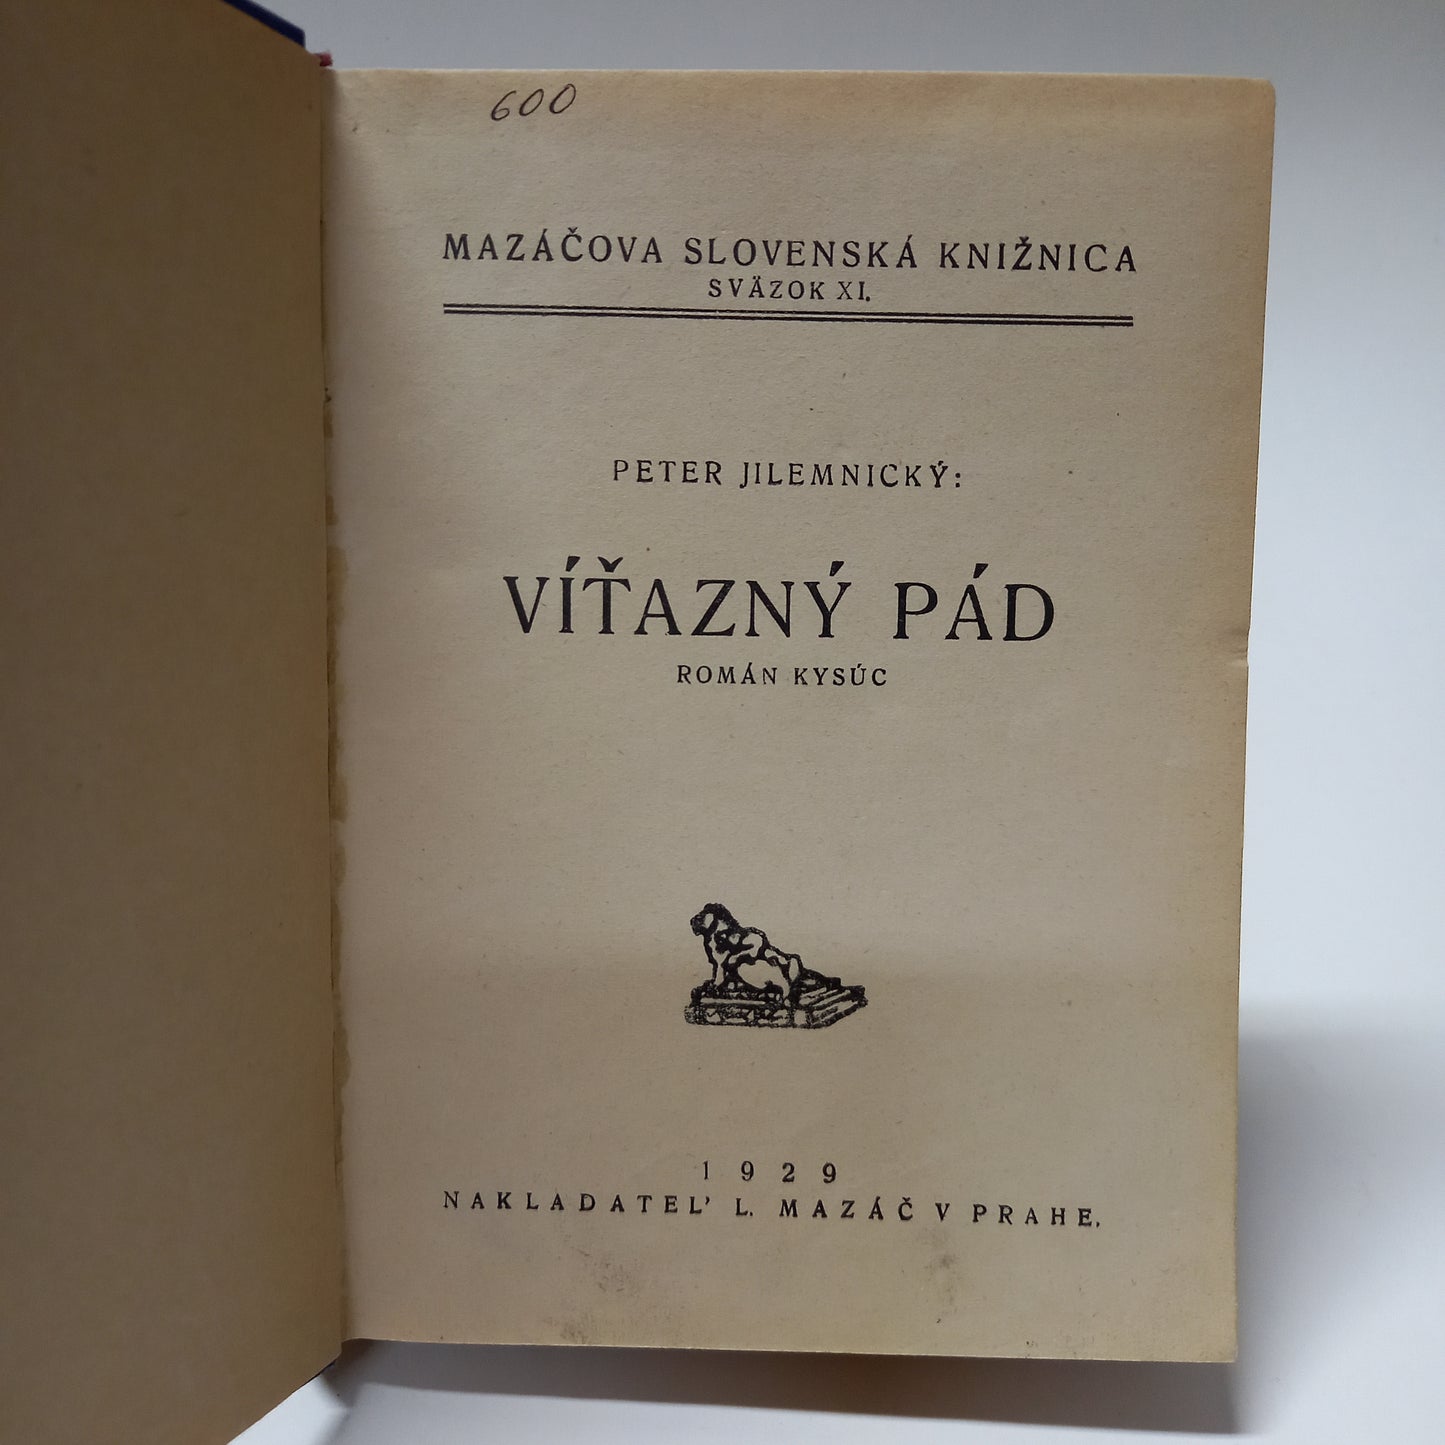 600
MAZÁČOVA SLOVENSKÁ KNIŽNICA
SVÄZOK XI.
PETER JILEMNICKÝ:
VÍŤAZNÝ PÁD
ROMÁN KYSÚC
1929
NAKLADATEĽ L. MAZÁČ V PRAHE.